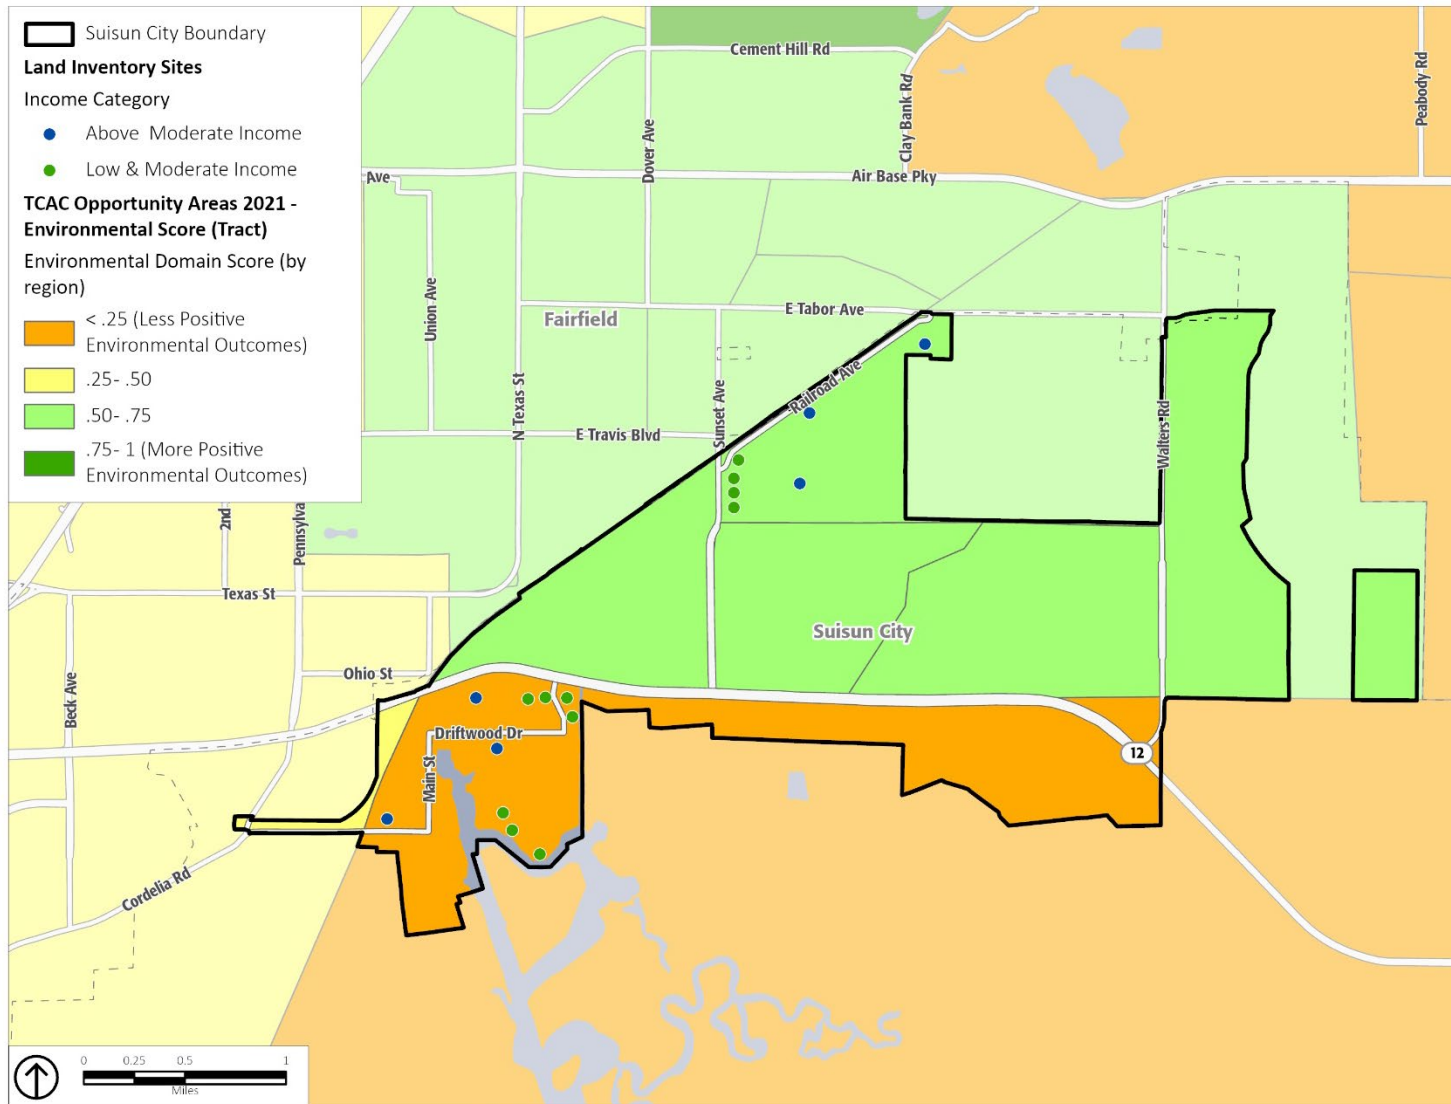 Suisun City Boundary
Land Inventory Sites
Income Category
Above Moderate Income
Low & Moderate Income
TCAC Opportunity Areas 2021 -
Environmental Score (Tract)
Environmental Domain Score (by
region)
< .25 (Less Positive
Environmental Outcomes)
.25- .50
.50- .75
.75- 1 (More Positive
Environmental Outcomes)
Cement Hill Rd
Clay Bank Rd
Peabody Rd
Dover Ave
Ave
Air Base Pky
Union Ave
N Texas St
Fairfield
E Tabor Ave
Sunset Ave
Railroad Ave
E Travis Blvd
Walters Rd
2nd
Pennsylva
Texas St
Suisun City
Ohio St
Beck Ave
Driftwood Dr
Main St
12
Cordelia Rd
0 0.25 0.5 1
Miles